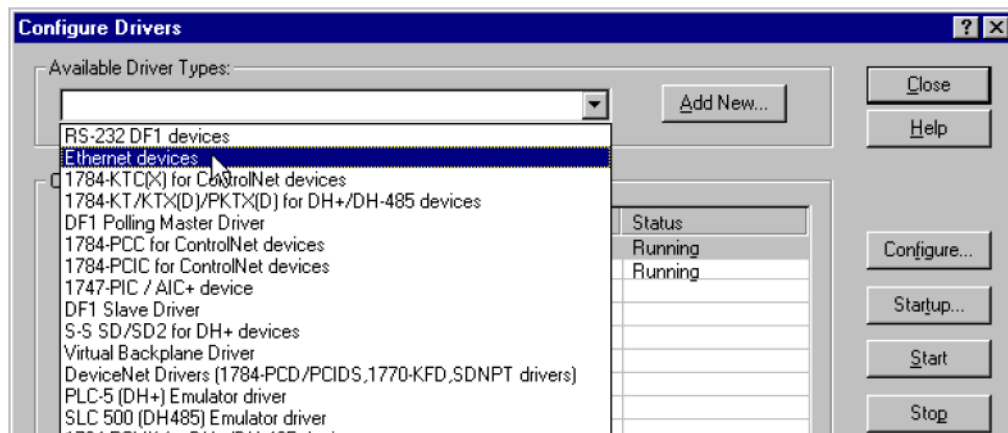 Configure Drivers
Available Driver Types:
Add New...
Close
Help
RS-232 DF1 devices
Ethernet devices
1784-KTC(X) for ControlNet devices
1784-KT/KTX(D)/PKTX(D) for DH+/DH-485 devices
DF1 Polling Master Driver
1784-PCC for ControlNet devices
1784-PCIC for ControlNet devices
1747-PIC / AIC+ device
DF1 Slave Driver
S-S SD/SD2 for DH+ devices
Virtual Backplane Driver
DeviceNet Drivers (1784-PCD/PCIDS,1770-KFD,SDNPT drivers)
PLC-5 (DH+) Emulator driver
SLC 500 (DH485) Emulator driver
Status
Running
Running
Configure...
Startup...
Start
Stop